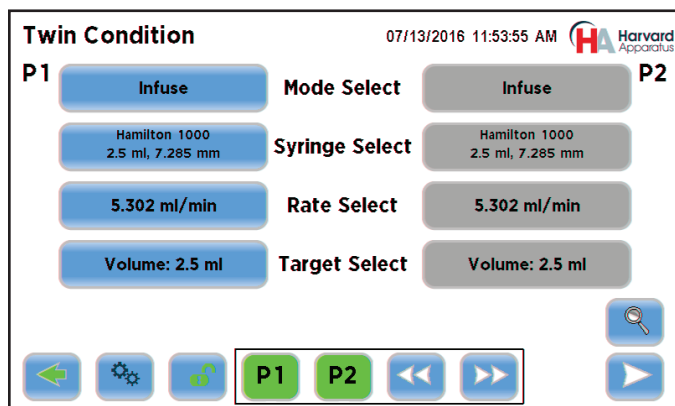 Twin Condition
07/13/2016 11:53:55 AM
HA Harvard
Apparatus
P1
P2
Infuse
Mode Select
Infuse
Hamilton 1000
2.5 ml, 7.285 mm
Syringe Select
Hamilton 1000
2.5 ml, 7.285 mm
5.302 ml/min
Rate Select
5.302 ml/min
Volume: 2.5 ml
Target Select
Volume: 2.5 ml
P1
P2